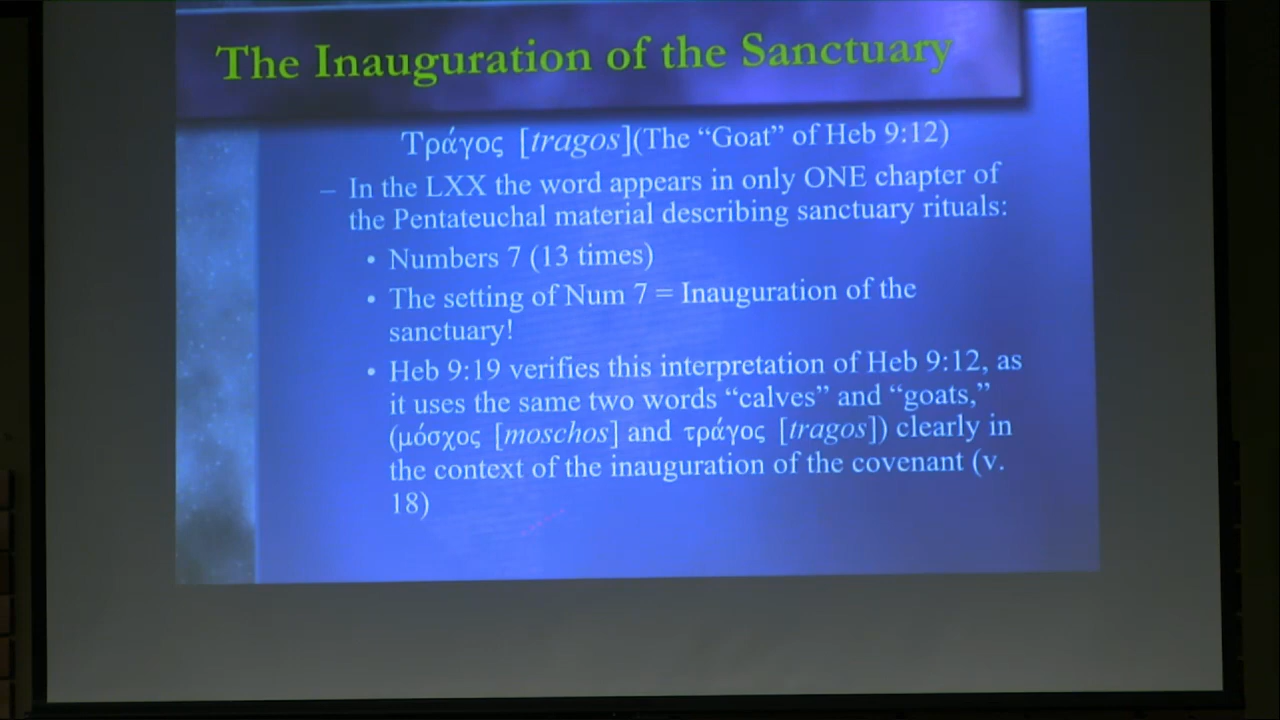 The Inauguration of the Sanctuary
Τράγος [tragos](The “Goat” of Heb 9:12)
– In the LXX the word appears in only ONE chapter of
the Pentateuchal material describing sanctuary rituals:
• Numbers 7 (13 times)
• The setting of Num 7 = Inauguration of the
sanctuary!
• Heb 9:19 verifies this interpretation of Heb 9:12, as
it uses the same two words “calves” and “goats,”
(μόσχος [moschos] and τράγος [tragos]) clearly in
the context of the inauguration of the covenant (v.
18)